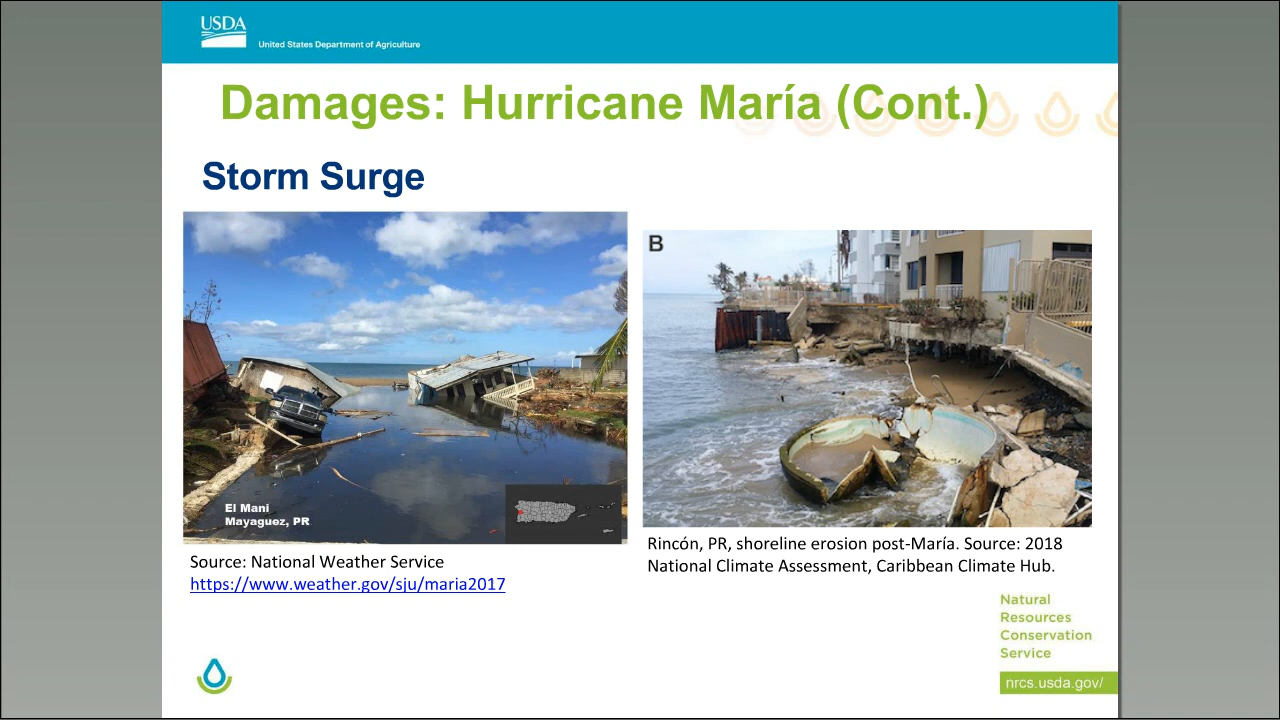 USDA
United States Department of Agriculture
Damages: Hurricane María (Cont.)
Storm Surge
El Mani
Mayaguez, PR
B
Source: National Weather Service
https://www.weather.gov/sju/maria2017
Rincón, PR, shoreline erosion post-María. Source: 2018
National Climate Assessment, Caribbean Climate Hub.
Natural
Resources
Conservation
Service
nrcs.usda.gov/